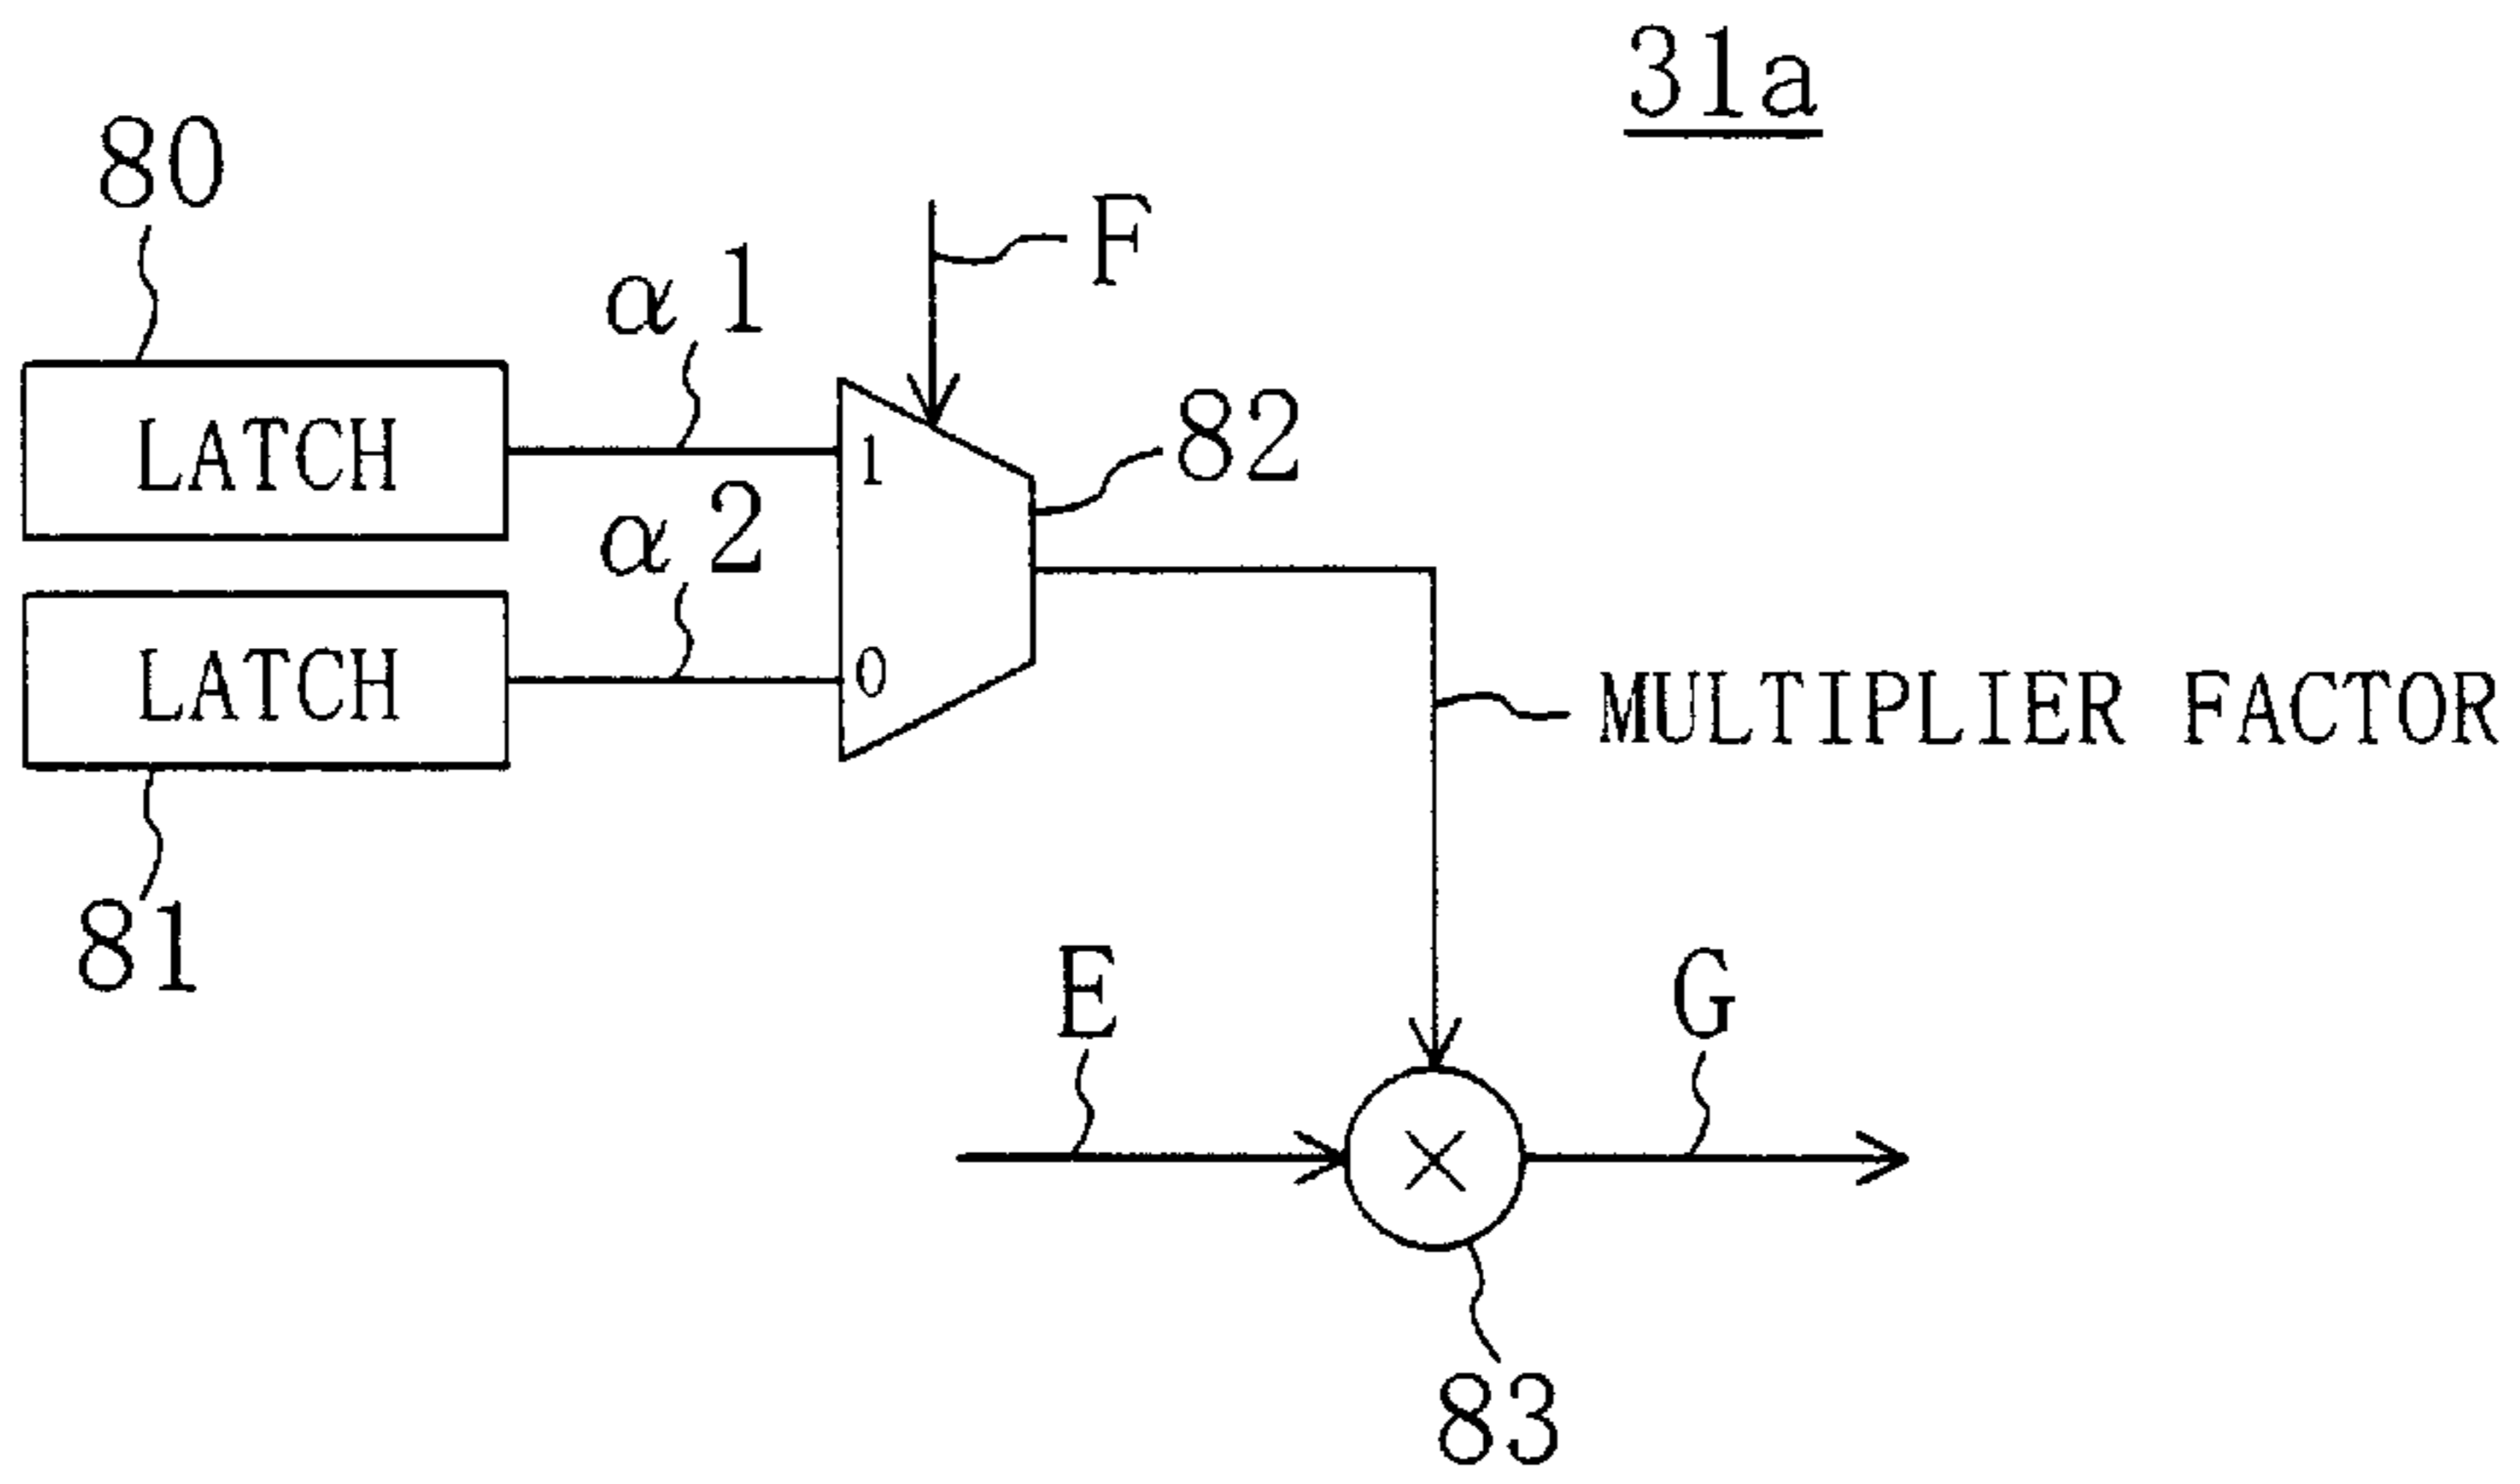 31a
80
F
α1
82
LATCH
1
α2
LATCH
0
MULTIPLIER FACTOR
81
E
G
×
83